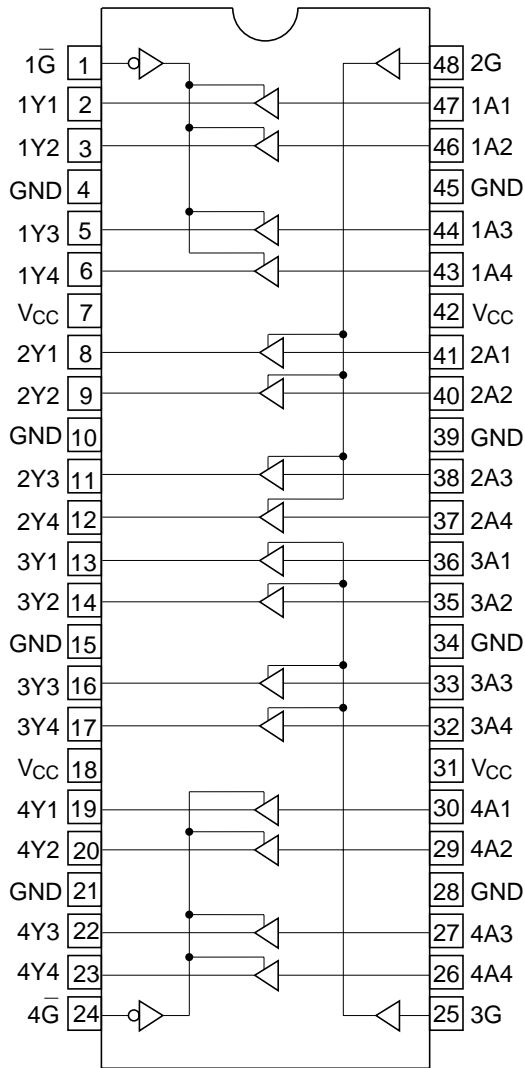 1G̅ 1 48 2G
1Y1 2 47 1A1
1Y2 3 46 1A2
GND 4 45 GND
1Y3 5 44 1A3
1Y4 6 43 1A4
VCC 7 42 VCC
2Y1 8 41 2A1
2Y2 9 40 2A2
GND 10 39 GND
2Y3 11 38 2A3
2Y4 12 37 2A4
3Y1 13 36 3A1
3Y2 14 35 3A2
GND 15 34 GND
3Y3 16 33 3A3
3Y4 17 32 3A4
VCC 18 31 VCC
4Y1 19 30 4A1
4Y2 20 29 4A2
GND 21 28 GND
4Y3 22 27 4A3
4Y4 23 26 4A4
4G̅ 24 25 3G